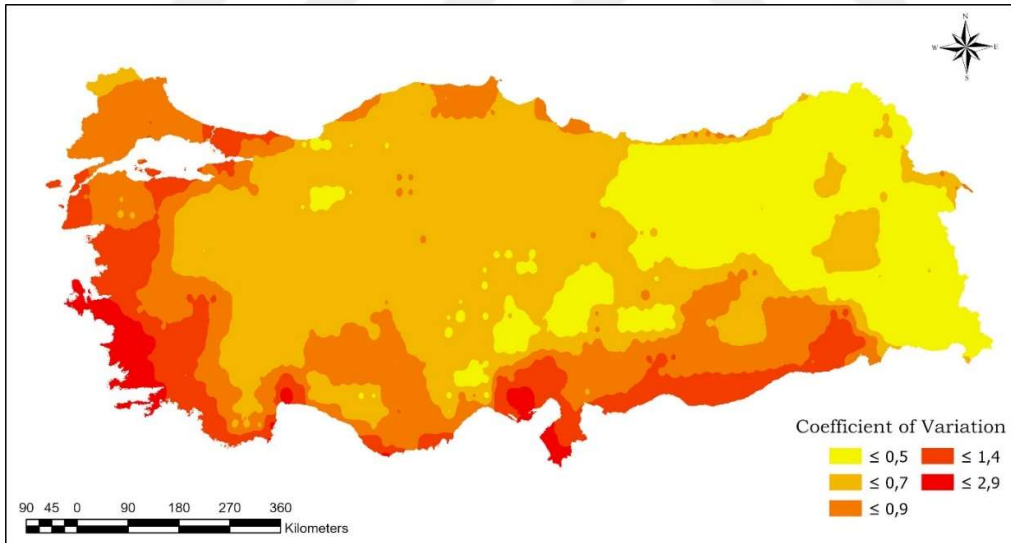 N
W E
S
Coefficient of Variation
≤ 0,5 ≤ 1,4
≤ 0,7 ≤ 2,9
≤ 0,9
90 45 0 90 180 270 360
Kilometers